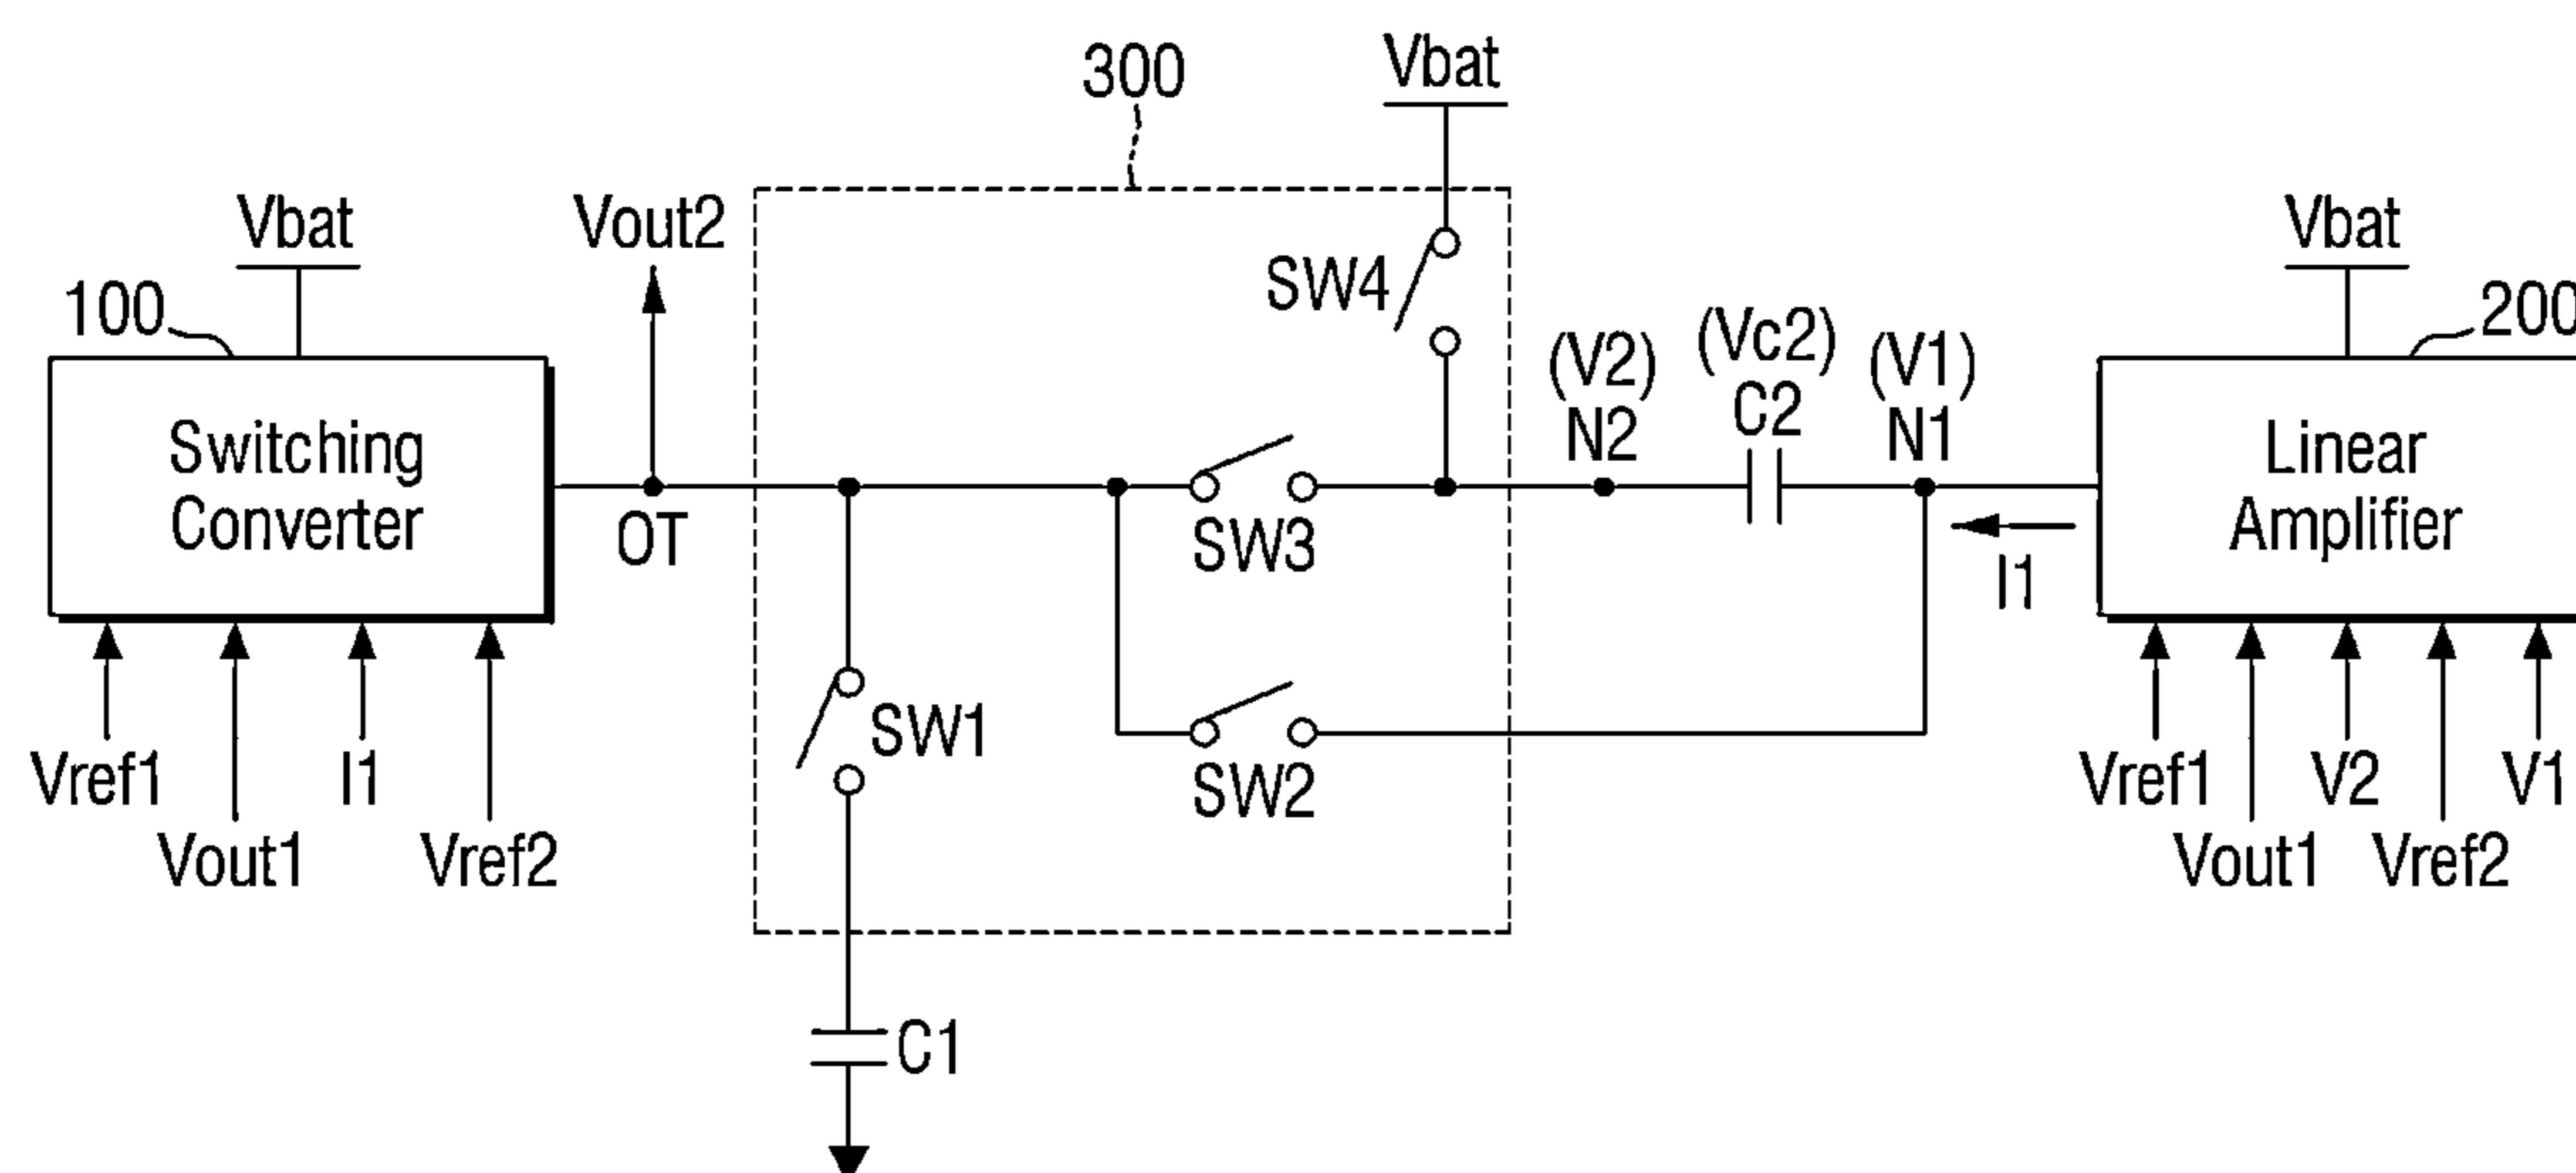 300
Vbat
Vbat
Vout2
Vbat
100
SW4
(V2)
N2
(Vc2)
C2
(V1)
N1
200
Switching
Converter
OT
SW3
Linear
Amplifier
I1
SW1
SW2
Vref1
Vout1
I1
Vref2
Vref1
Vout1
V2
Vref2
V1
C1